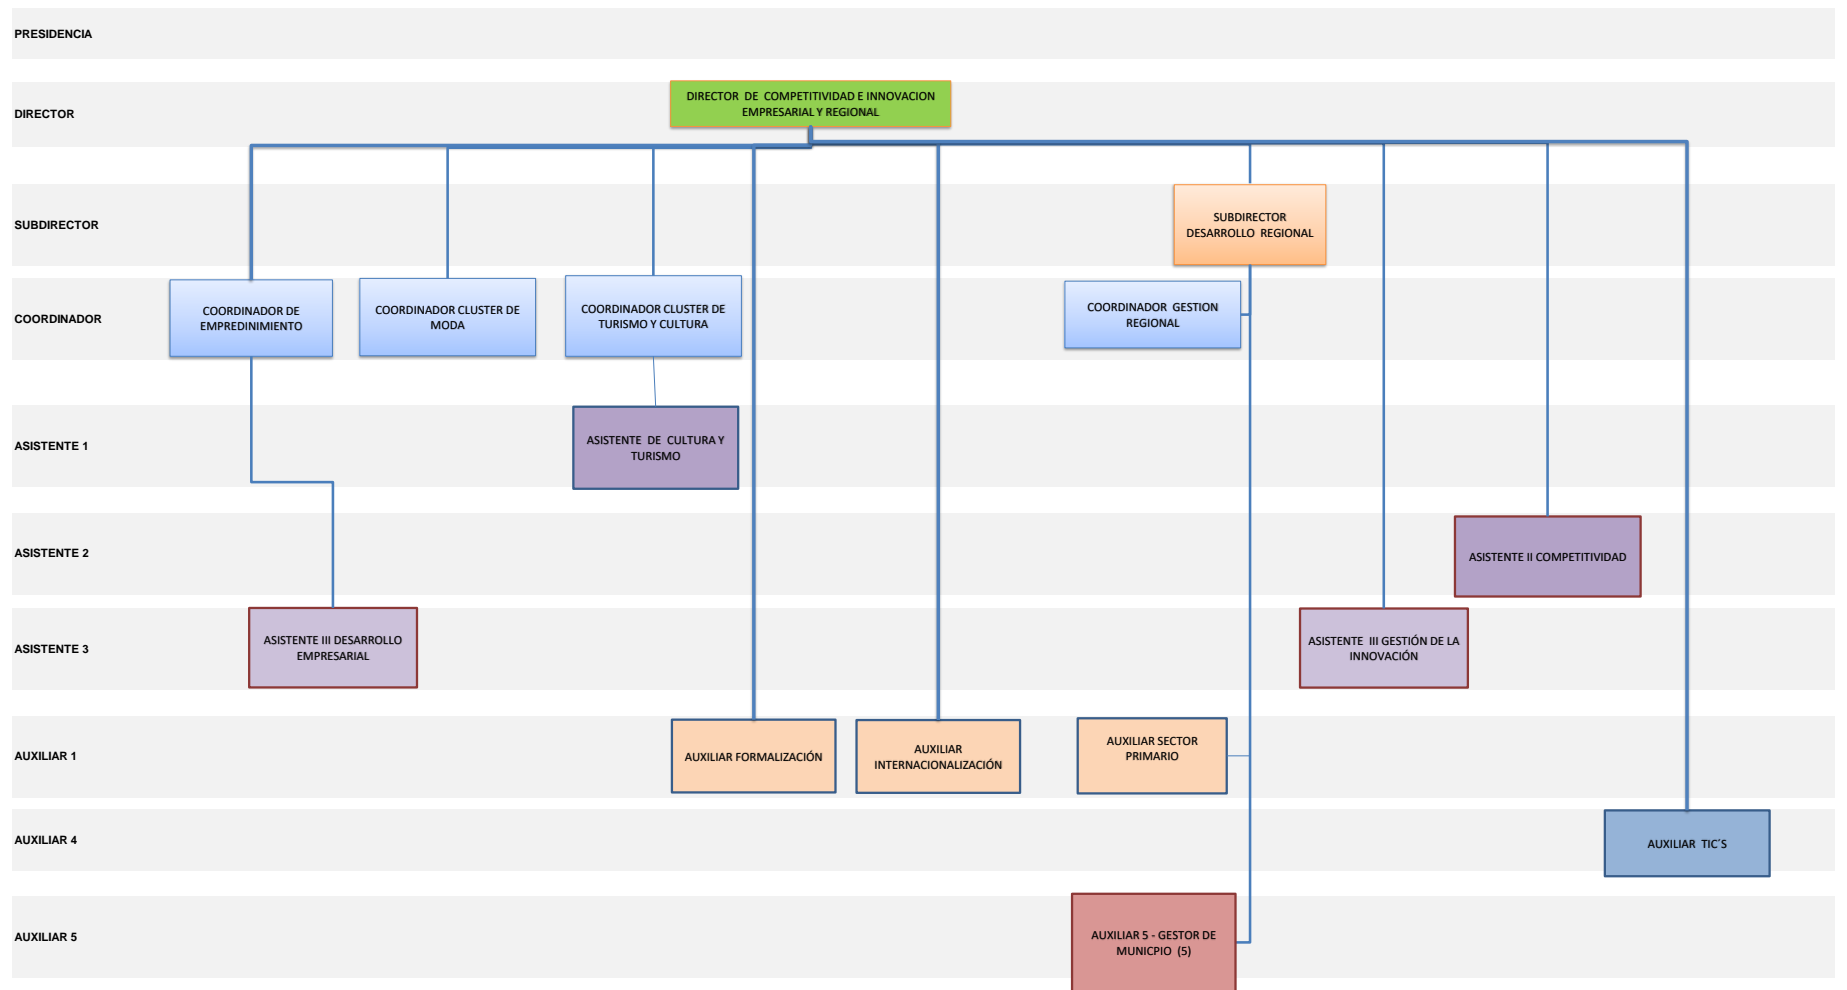 PRESIDENCIA
DIRECTOR
DIRECTOR DE COMPETITIVIDAD E INNOVACION
EMPRESARIAL Y REGIONAL
SUBDIRECTOR
SUBDIRECTOR
DESARROLLO REGIONAL
COORDINADOR
COORDINADOR DE
EMPREDINIMIENTO
COORDINADOR CLUSTER DE
MODA
COORDINADOR CLUSTER DE
TURISMO Y CULTURA
COORDINADOR GESTION
REGIONAL
ASISTENTE 1
ASISTENTE DE CULTURA Y
TURISMO
ASISTENTE 2
ASISTENTE II COMPETITIVIDAD
ASISTENTE 3
ASISTENTE III DESARROLLO
EMPRESARIAL
ASISTENTE III GESTIÓN DE LA
INNOVACIÓN
AUXILIAR 1
AUXILIAR FORMALIZACIÓN
AUXILIAR
INTERNACIONALIZACIÓN
AUXILIAR SECTOR
PRIMARIO
AUXILIAR 4
AUXILIAR TIC´S
AUXILIAR 5
AUXILIAR 5 - GESTOR DE
MUNICPIO (5)